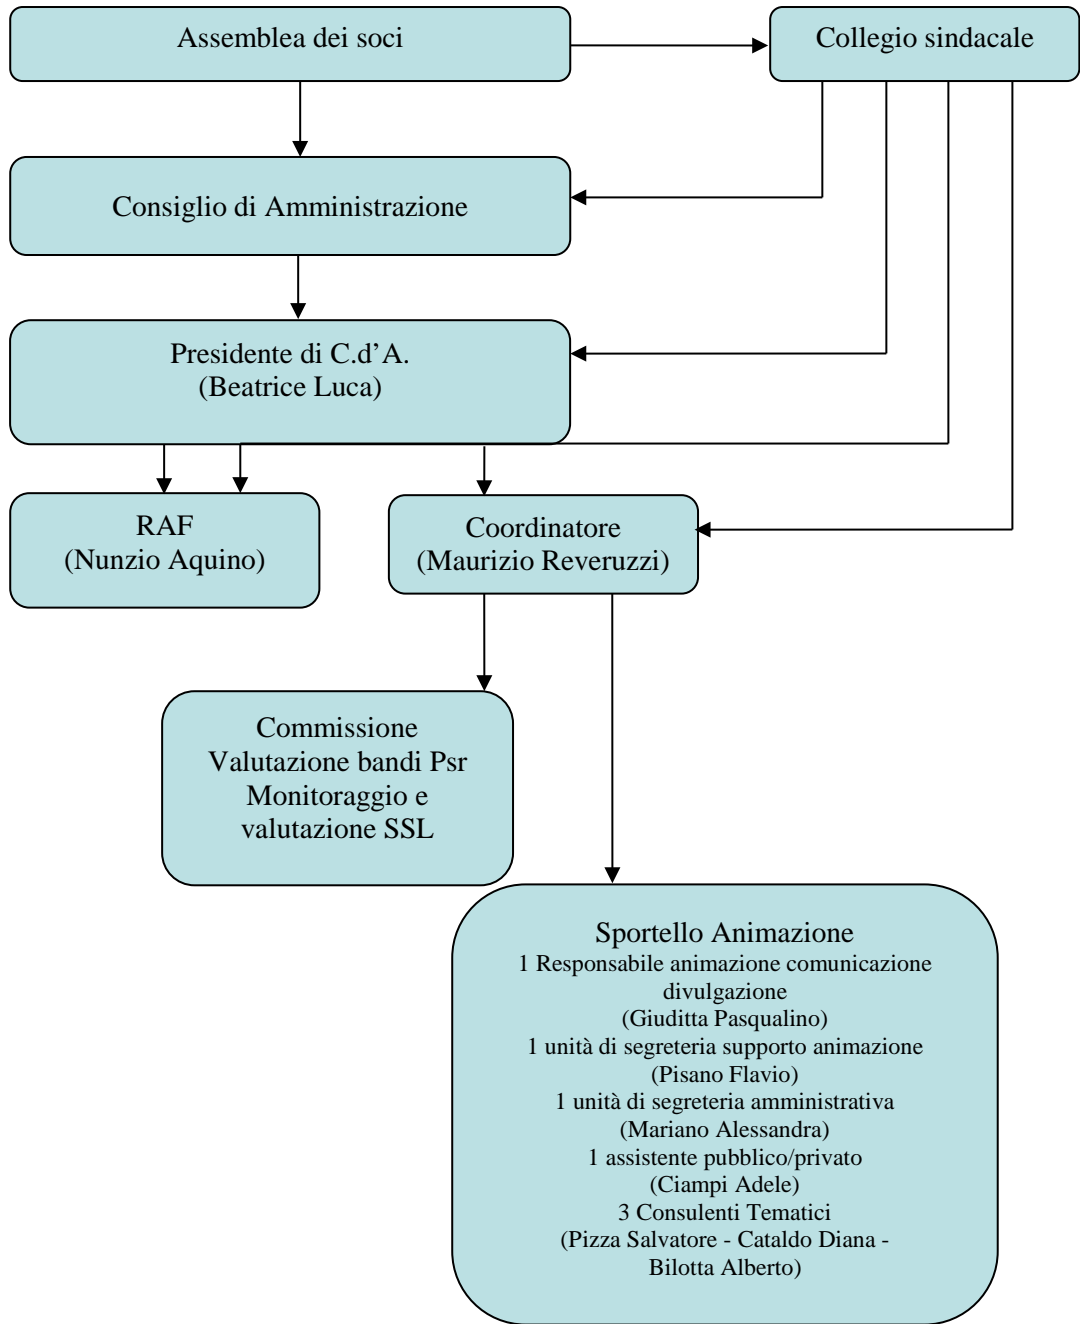 Assemblea dei soci
Collegio sindacale
Consiglio di Amministrazione
Presidente di C.d'A.
(Beatrice Luca)
RAF
(Nunzio Aquino)
Coordinatore
(Maurizio Reveruzzi)
Commissione
Valutazione bandi Psr
Monitoraggio e
valutazione SSL
Sportello Animazione
1 Responsabile animazione comunicazione
divulgazione
(Giuditta Pasqualino)
1 unità di segreteria supporto animazione
(Pisano Flavio)
1 unità di segreteria amministrativa
(Mariano Alessandra)
1 assistente pubblico/privato
(Ciampi Adele)
3 Consulenti Tematici
(Pizza Salvatore - Cataldo Diana -
Bilotta Alberto)